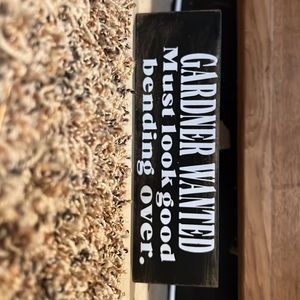 GARDNER WANTED
Must look good
bending over.